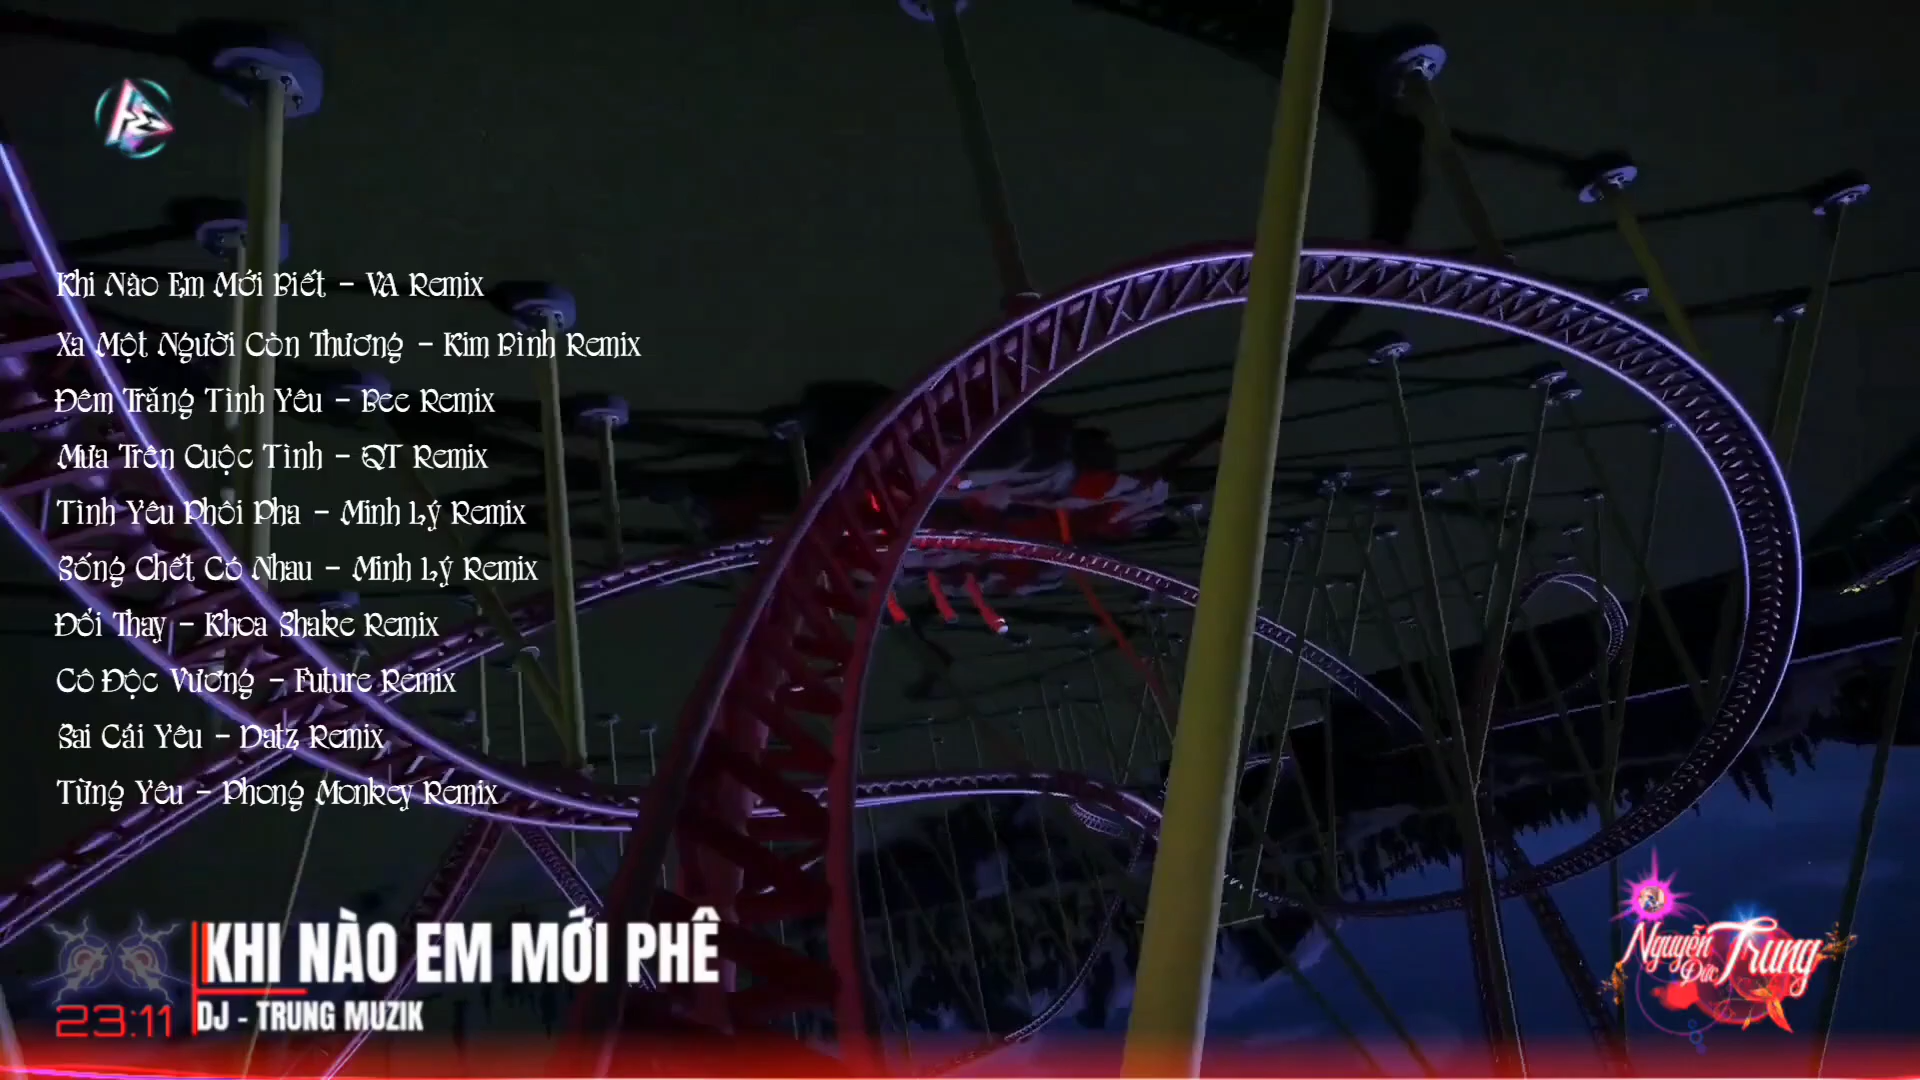 Khi Nào Em Mới Biết - VA Remix
Xa Một Người Còn Thương - Kim Bình Remix
Đêm Trắng Tình Yêu - Bee Remix
Mưa Trên Cuộc Tình - QT Remix
Tình Yêu Phôi Pha - Minh Lý Remix
Sống Chết Có Nhau - Minh Lý Remix
Đổi Thay - Khoa Shake Remix
Cô Độc Vương - Future Remix
Sai Cái Yêu - Datz Remix
Từng Yêu - Phong Monkey Remix
KHI NÀO EM MỚI PHÊ
DJ - TRUNG MUZIK
23:11
Nguyễn Đức Trung